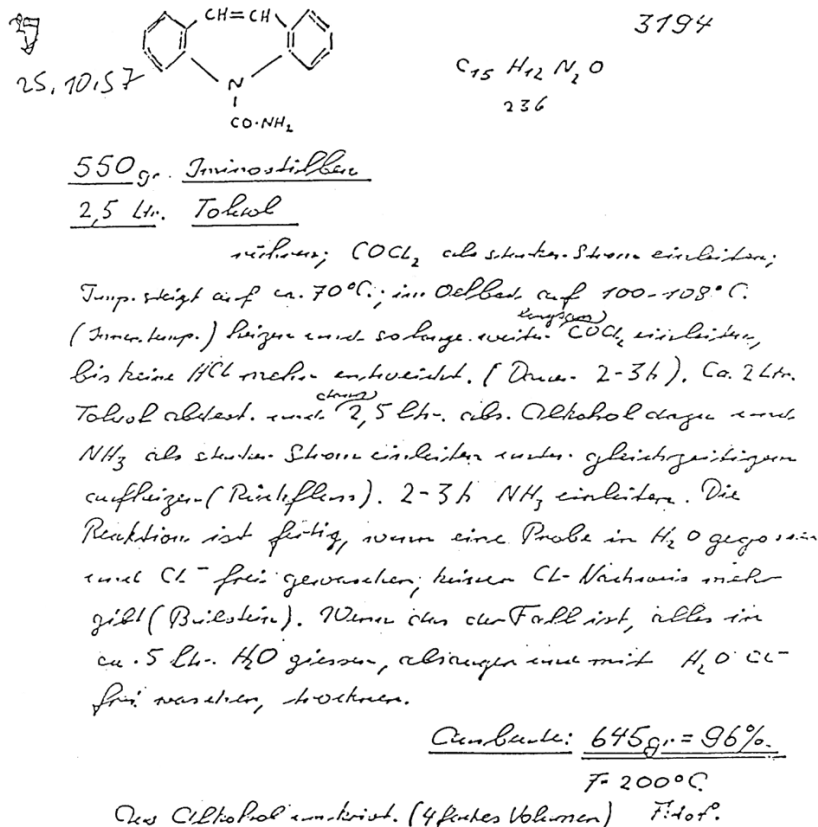 3194
25.10.57
CH=CH
N
CO·NH₂
C₁₅ H₁₂ N₂ O
236
550 gr. Iminostilben
2,5 Ltr. Toluol
rühren; COCl₂ als starken Strom einleiten;
Temp. steigt auf ca. 70°C.; im Oelbad auf 100-108°C.
(Innentemp.) heizen und solange weiter langsam COCl₂ einleiten,
bis keine HCl mehr entweicht. (Dauer 2-3h). Ca. 2 Ltr.
Toluol abdest. und dann 2,5 Ltr. abs. Alkohol dazu und
NH₃ als starken Strom einleiten unter gleichzeitigem
aufheizen (Rückfluss). 2-3h NH₃ einleiten. Die
Reaktion ist fertig, wenn eine Probe in H₂O gegossen
und Cl⁻ frei gewaschen, keinen Cl-Nachweis mehr
gibt (Beilstein). Wenn das der Fall ist, alles in
ca. 5 Ltr. H₂O giessen, absaugen und mit H₂O Cl⁻
frei waschen, trocknen.
Ausbeute: 645 gr. = 96%.
F. 200°C.
Aus Alkohol umkrist. (4faches Volumen)